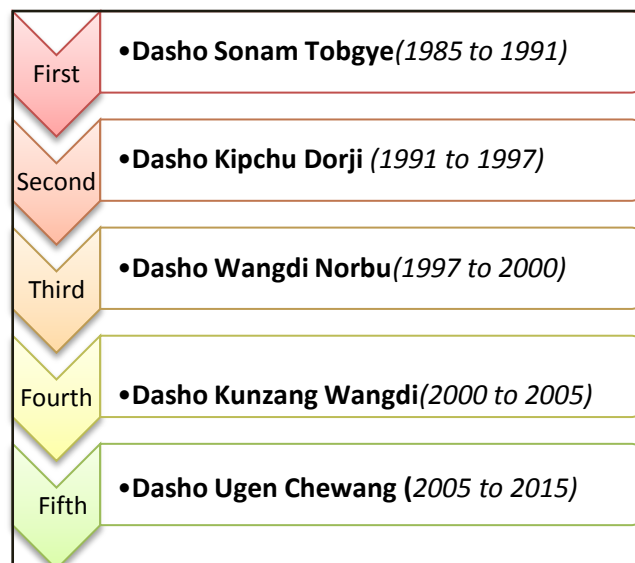 First
•Dasho Sonam Tobgye(1985 to 1991)
Second
•Dasho Kipchu Dorji (1991 to 1997)
Third
•Dasho Wangdi Norbu(1997 to 2000)
Fourth
•Dasho Kunzang Wangdi(2000 to 2005)
Fifth
•Dasho Ugen Chewang (2005 to 2015)